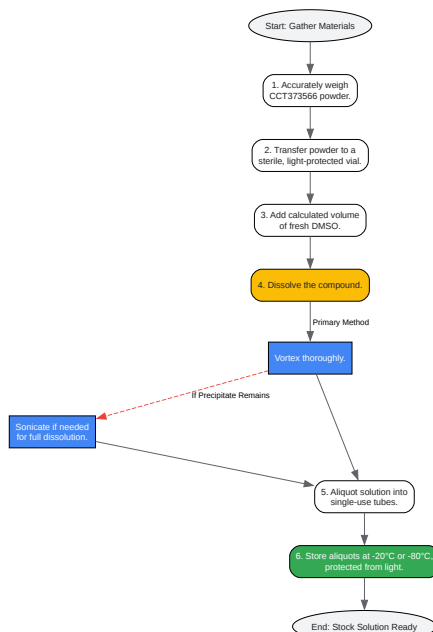 Start: Gather Materials
1. Accurately weigh
CCT373566 powder.
2. Transfer powder to a
sterile, light-protected vial.
3. Add calculated volume
of fresh DMSO.
4. Dissolve the compound.
Primary Method
Vortex thoroughly.
If Precipitate Remains
Sonicate if needed
for full dissolution.
5. Aliquot solution into
single-use tubes.
6. Store aliquots at -20°C or -80°C,
protected from light.
End: Stock Solution Ready